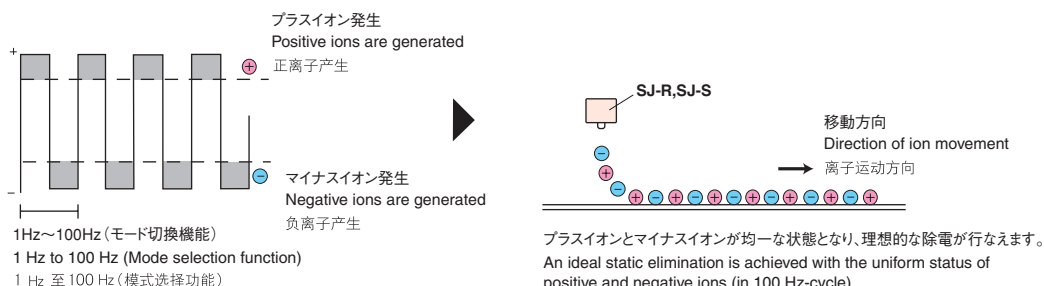 プラスイオン発生
Positive ions are generated
正离子产生
+
+
−
−
マイナスイオン発生
Negative ions are generated
负离子产生
1Hz～100Hz（モード切換機能）
1 Hz to 100 Hz (Mode selection function)
1 Hz 至100 Hz（模式选择功能）
SJ-R,SJ-S
移動方向
Direction of ion movement
离子运动方向
−
+
−
+ − + − + − + − + − + − +
プラスイオンとマイナスイオンが均一な状態となり、理想的な除電が行なえます。
An ideal static elimination is achieved with the uniform status of
positive and negative ions (in 100 Hz-cycle)